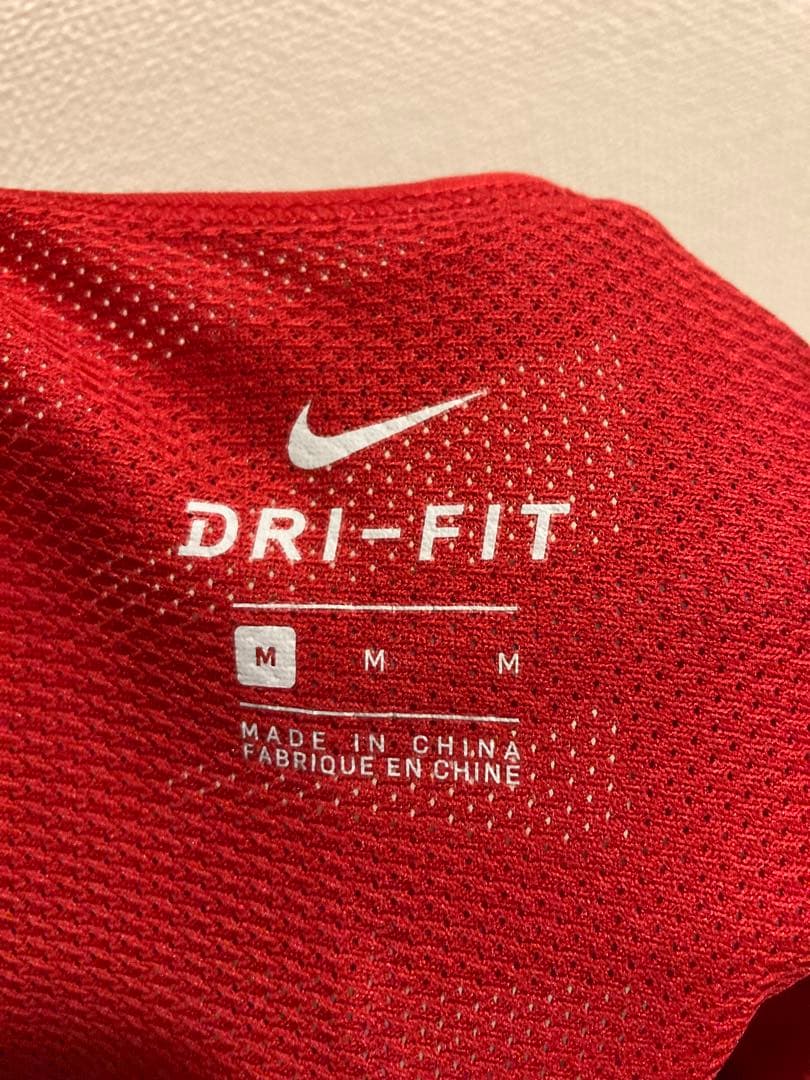 DRI-FIT
M M M
MADE IN CHINA
FABRIQUE EN CHINE